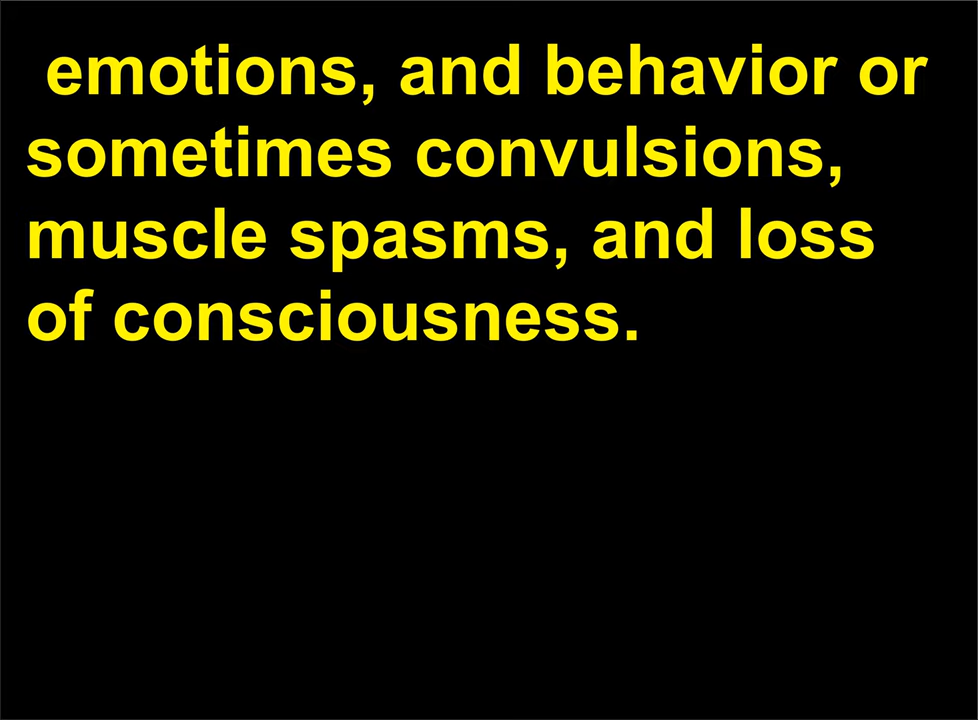 emotions, and behavior or
sometimes convulsions,
muscle spasms, and loss
of consciousness.